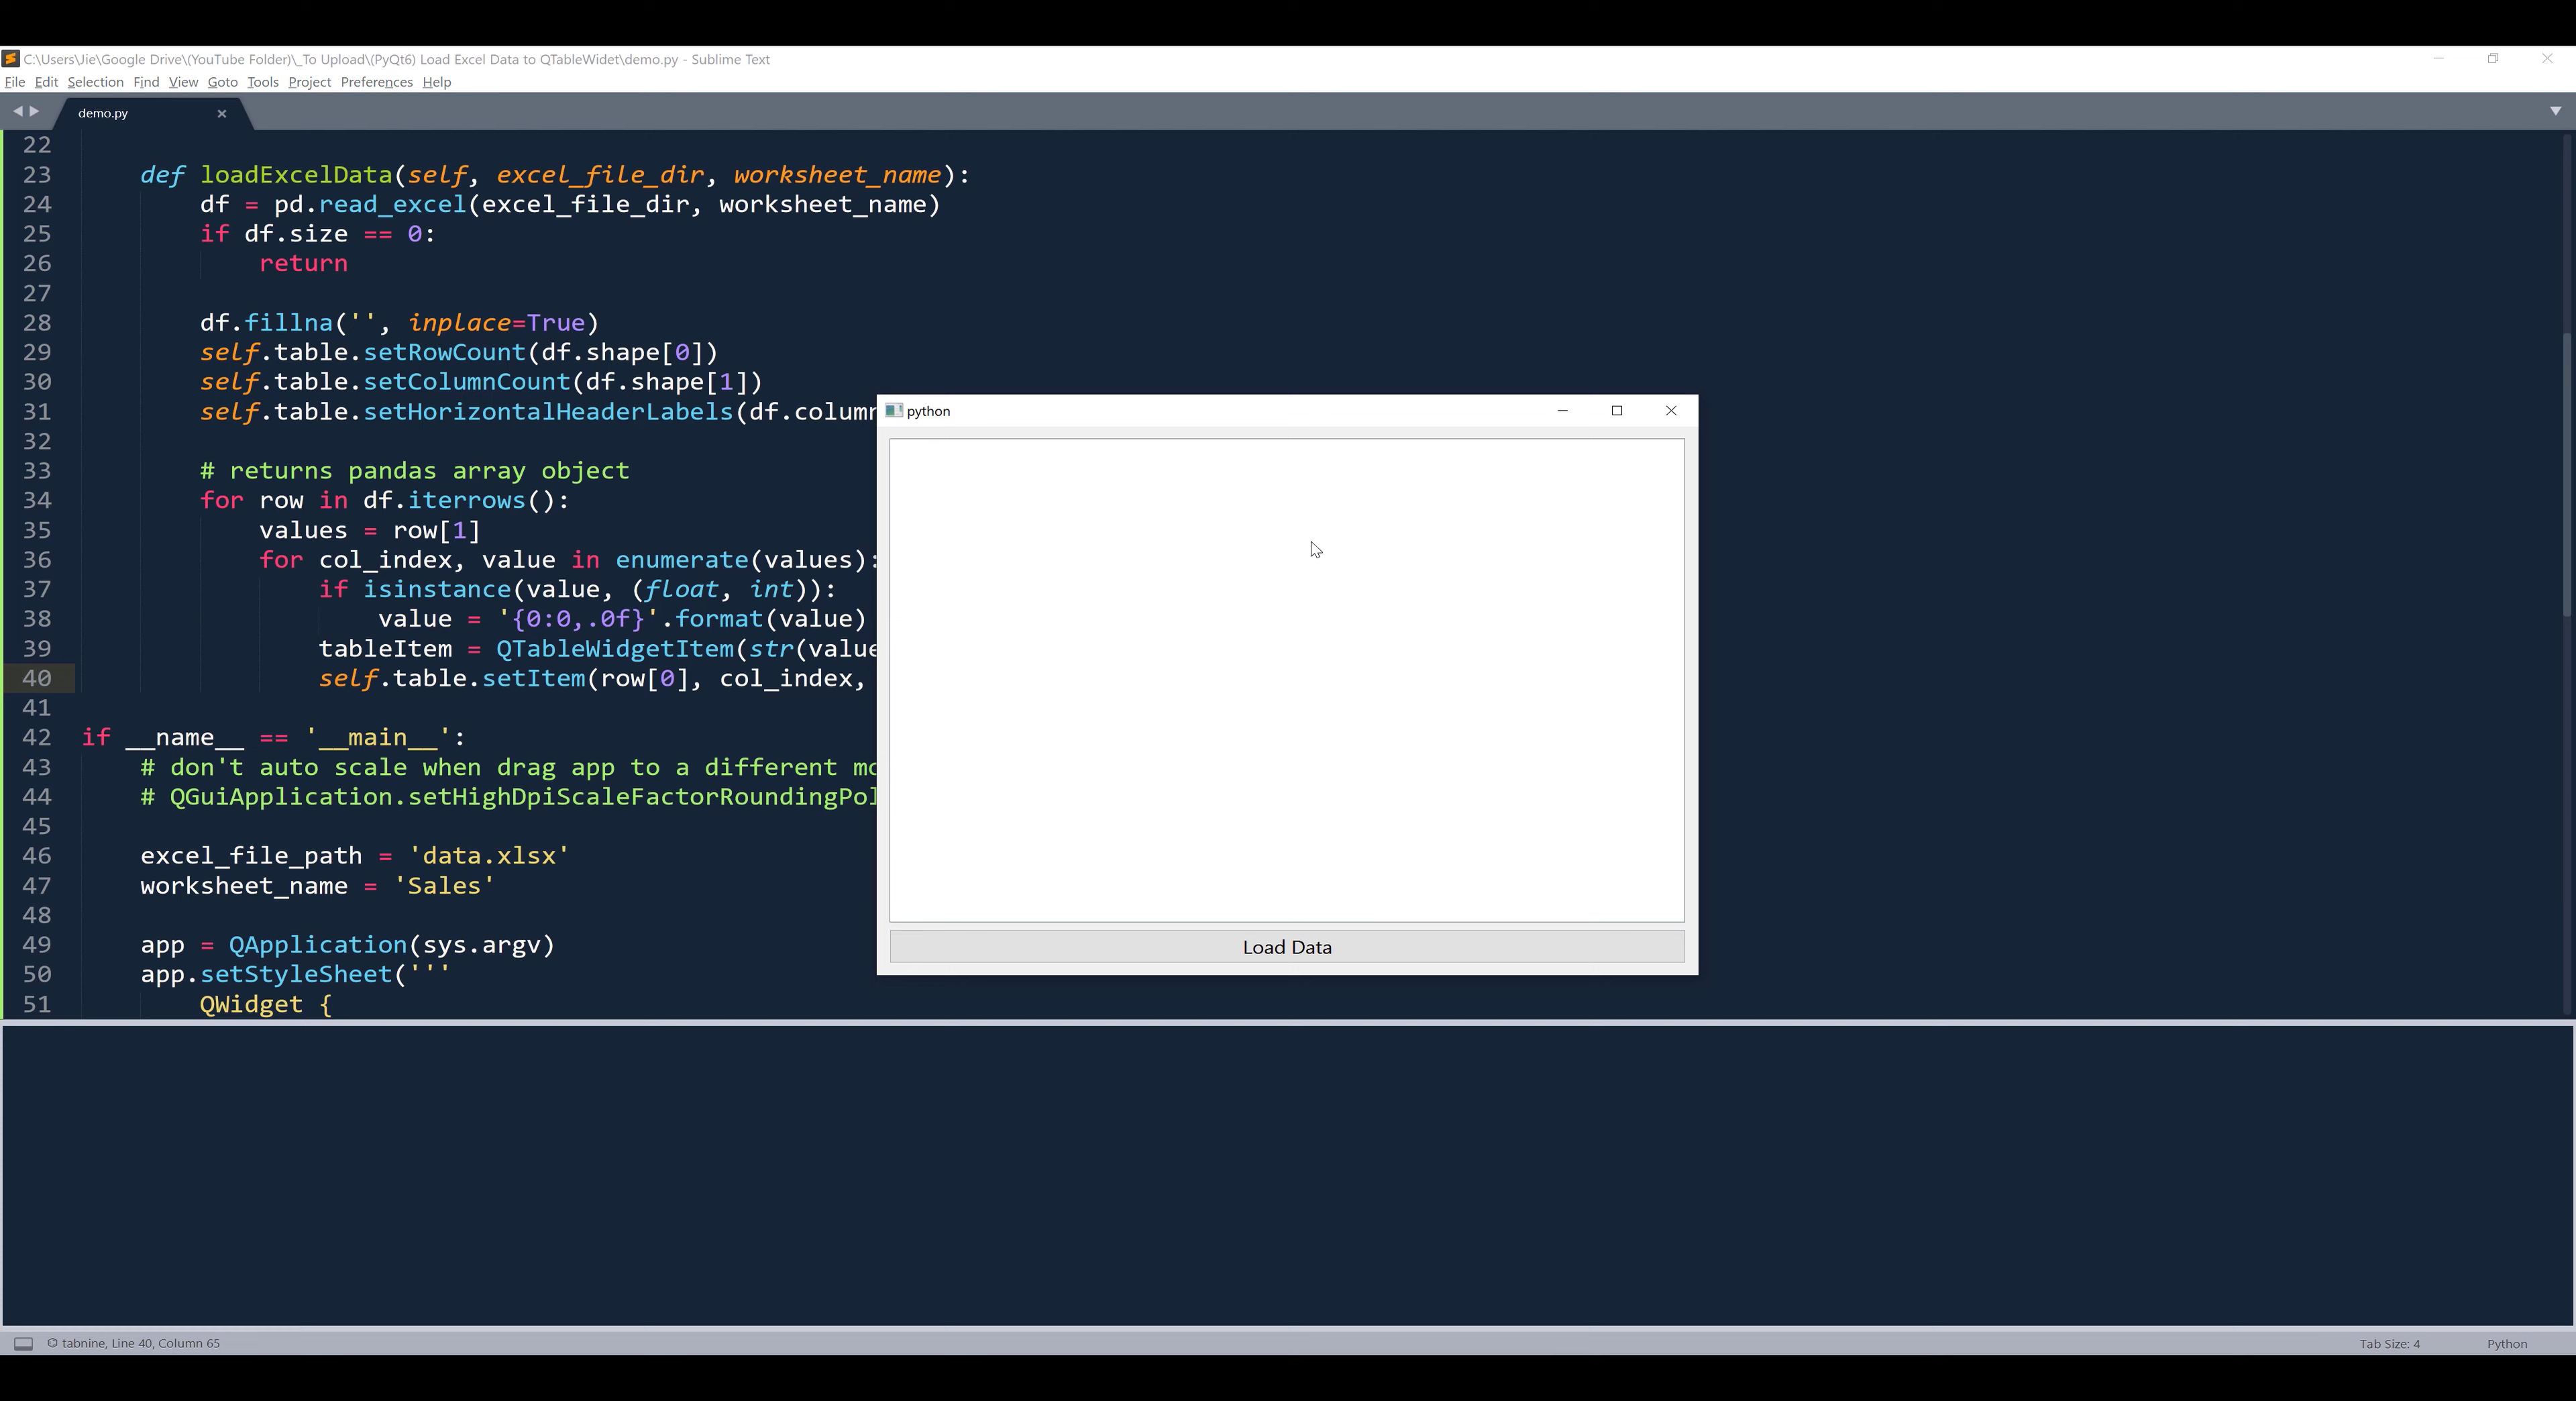 C:\Users\Jie\Google Drive\(YouTube Folder)\_To Upload\(PyQt6) Load Excel Data to QTableWidet\demo.py - Sublime Text
File Edit Selection Find View Goto Tools Project Preferences Help
demo.py
22
23 def loadExcelData(self, excel_file_dir, worksheet_name):
24 df = pd.read_excel(excel_file_dir, worksheet_name)
25 if df.size == 0:
26 return
27
28 df.fillna('', inplace=True)
29 self.table.setRowCount(df.shape[0])
30 self.table.setColumnCount(df.shape[1])
31 self.table.setHorizontalHeaderLabels(df.column
32
33 # returns pandas array object
34 for row in df.iterrows():
35 values = row[1]
36 for col_index, value in enumerate(values):
37 if isinstance(value, (float, int)):
38 value = '{0:0,.0f}'.format(value)
39 tableItem = QTableWidgetItem(str(value
40 self.table.setItem(row[0], col_index,
41
42 if __name__ == '__main__':
43 # don't auto scale when drag app to a different mo
44 # QGuiApplication.setHighDpiScaleFactorRoundingPol
45
46 excel_file_path = 'data.xlsx'
47 worksheet_name = 'Sales'
48
49 app = QApplication(sys.argv)
50 app.setStyleSheet('''
51 QWidget {
python
Load Data
tabnine, Line 40, Column 65
Tab Size: 4
Python